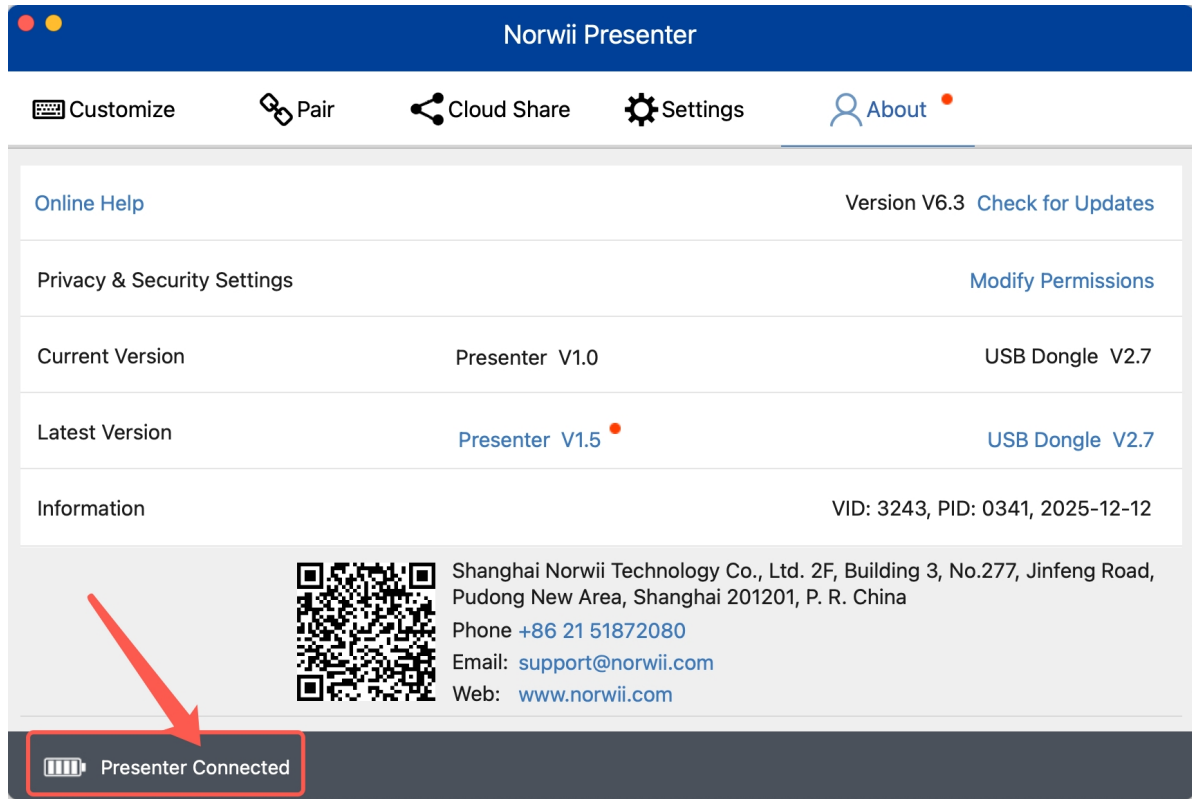 Norwii Presenter
Customize Pair Cloud Share Settings About
Online Help Version V6.3 Check for Updates
Privacy & Security Settings Modify Permissions
Current Version Presenter V1.0 USB Dongle V2.7
Latest Version Presenter V1.5 USB Dongle V2.7
Information VID: 3243, PID: 0341, 2025-12-12
Shanghai Norwii Technology Co., Ltd. 2F, Building 3, No.277, Jinfeng Road,
Pudong New Area, Shanghai 201201, P. R. China
Phone +86 21 51872080
Email: support@norwii.com
Web: www.norwii.com
Presenter Connected